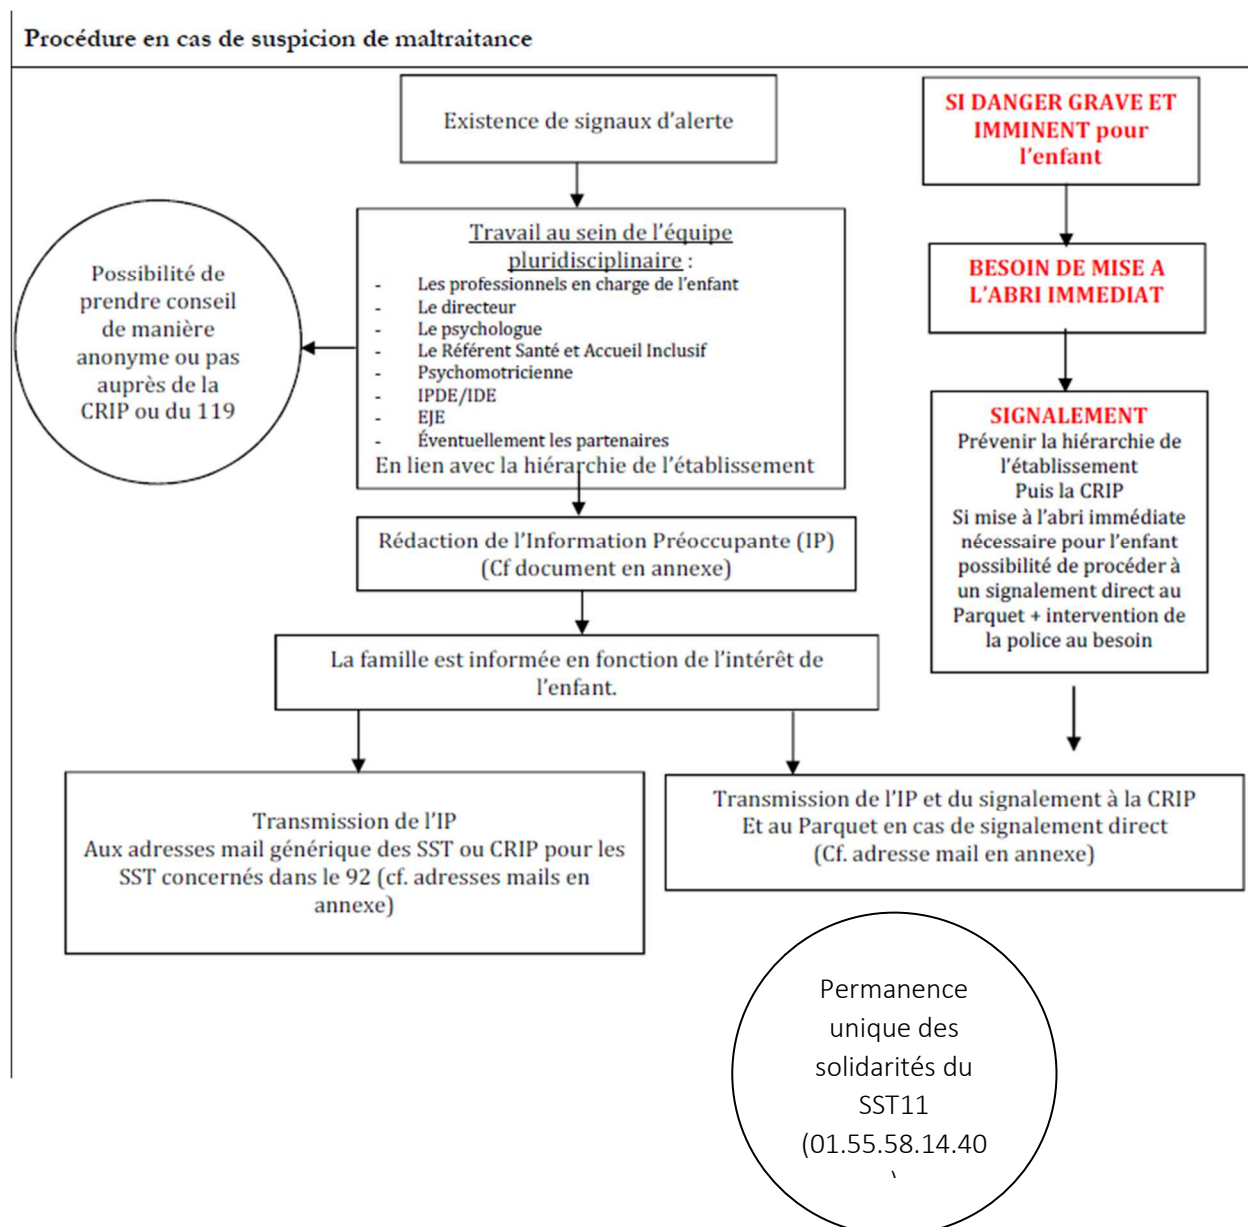 Procédure en cas de suspicion de maltraitance
Existence de signaux d'alerte
Travail au sein de l'équipe
pluridisciplinaire :
- Les professionnels en charge de l'enfant
- Le directeur
- Le psychologue
- Le Référent Santé et Accueil Inclusif
- Psychomotricienne
- IPDE/IDE
- EJE
- Éventuellement les partenaires
En lien avec la hiérarchie de l'établissement
Possibilité de
prendre conseil
de manière
anonyme ou pas
auprès de la
CRIP ou du 119
Rédaction de l'Information Préoccupante (IP)
(Cf document en annexe)
La famille est informée en fonction de l'intérêt de
l'enfant.
Transmission de l'IP
Aux adresses mail générique des SST ou CRIP pour les
SST concernés dans le 92 (cf. adresses mails en
annexe)
SI DANGER GRAVE ET
IMMINENT pour
l'enfant
BESOIN DE MISE A
L'ABRI IMMEDIAT
SIGNALEMENT
Prévenir la hiérarchie de
l'établissement
Puis la CRIP
Si mise à l'abri immédiate
nécessaire pour l'enfant
possibilité de procéder à
un signalement direct au
Parquet + intervention de
la police au besoin
Transmission de l'IP et du signalement à la CRIP
Et au Parquet en cas de signalement direct
(Cf. adresse mail en annexe)
Permanence
unique des
solidarités du
SST11
(01.55.58.14.40
)